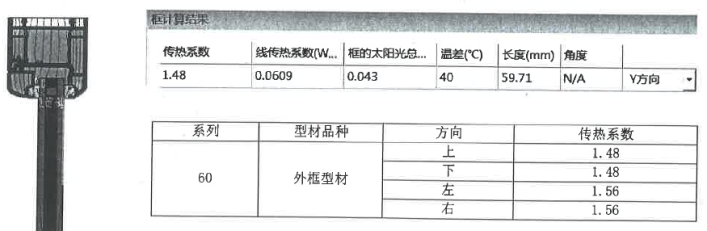 框计算结果
传热系数 线传热系数(W... 框的太阳光总... 温差(℃) 长度(mm) 角度
1.48 0.0609 0.043 40 59.71 N/A Y方向
系列 型材品种 方向 传热系数
上 1.48
60 外框型材 下 1.48
左 1.56
右 1.56